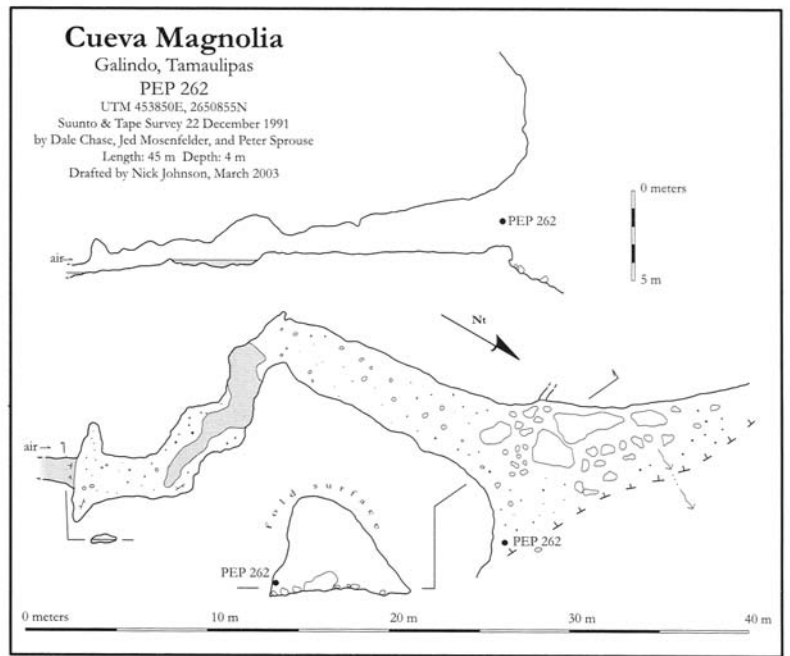 Cueva Magnolia
Galindo, Tamaulipas
PEP 262
UTM 453850E, 2650855N
Suunto & Tape Survey 22 December 1991
by Dale Chase, Jed Mosenfelder, and Peter Sprouse
Length: 45 m Depth: 4 m
Drafted by Nick Johnson, March 2003
0 meters
PEP 262
air
5 m
Nt
air
fold surface
PEP 262
PEP 262
0 meters 10 m 20 m 30 m 40 m